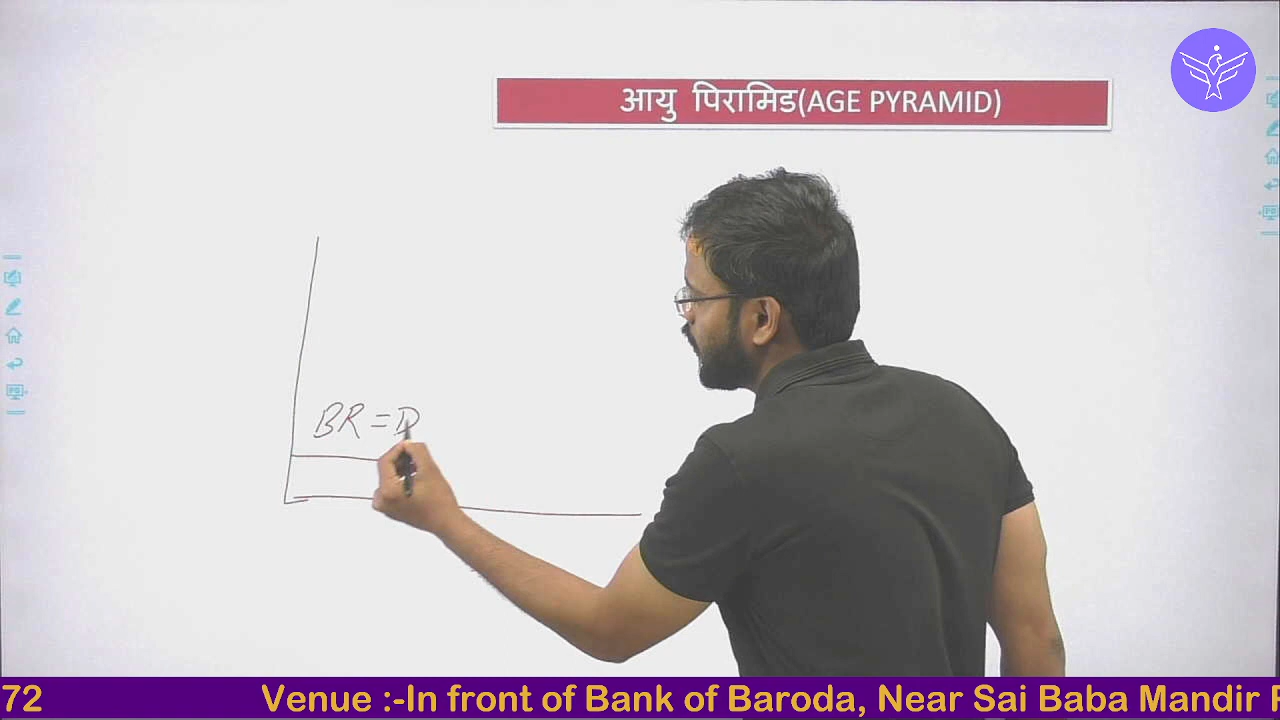 आयु पिरामिड(AGE PYRAMID)
BR = D
72 Venue :-In front of Bank of Baroda, Near Sai Baba Mandir